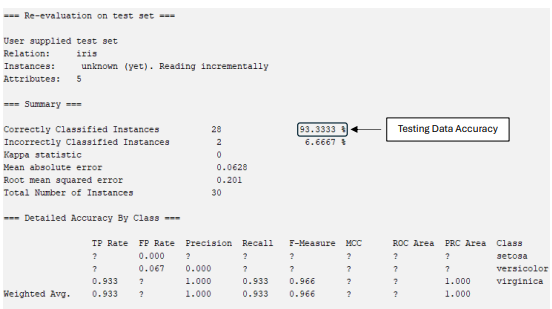 === Re-evaluation on test set ===
User supplied test set
Relation: iris
Instances: unknown (yet). Reading incrementally
Attributes: 5
=== Summary ===
Correctly Classified Instances 28 93.3333 % Testing Data Accuracy
Incorrectly Classified Instances 2 6.6667 %
Kappa statistic 0
Mean absolute error 0.0628
Root mean squared error 0.201
Total Number of Instances 30
=== Detailed Accuracy By Class ===
TP Rate FP Rate Precision Recall F-Measure MCC ROC Area PRC Area Class
? 0.000 ? ? ? ? ? ? setosa
? 0.067 0.000 ? ? ? ? ? versicolor
0.933 ? 1.000 0.933 0.966 ? ? 1.000 virginica
Weighted Avg. 0.933 ? 1.000 0.933 0.966 ? ? 1.000